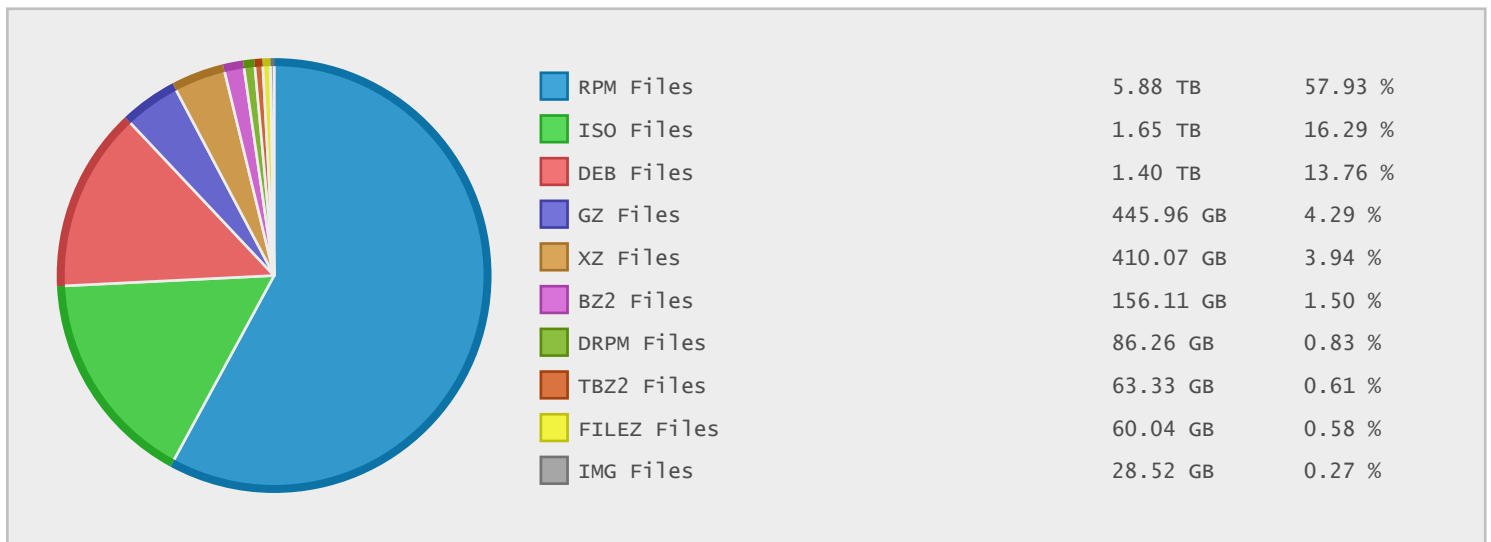 RPM Files 5.88 TB 57.93 %
ISO Files 1.65 TB 16.29 %
DEB Files 1.40 TB 13.76 %
GZ Files 445.96 GB 4.29 %
XZ Files 410.07 GB 3.94 %
BZ2 Files 156.11 GB 1.50 %
DRPM Files 86.26 GB 0.83 %
TBZ2 Files 63.33 GB 0.61 %
FILEZ Files 60.04 GB 0.58 %
IMG Files 28.52 GB 0.27 %